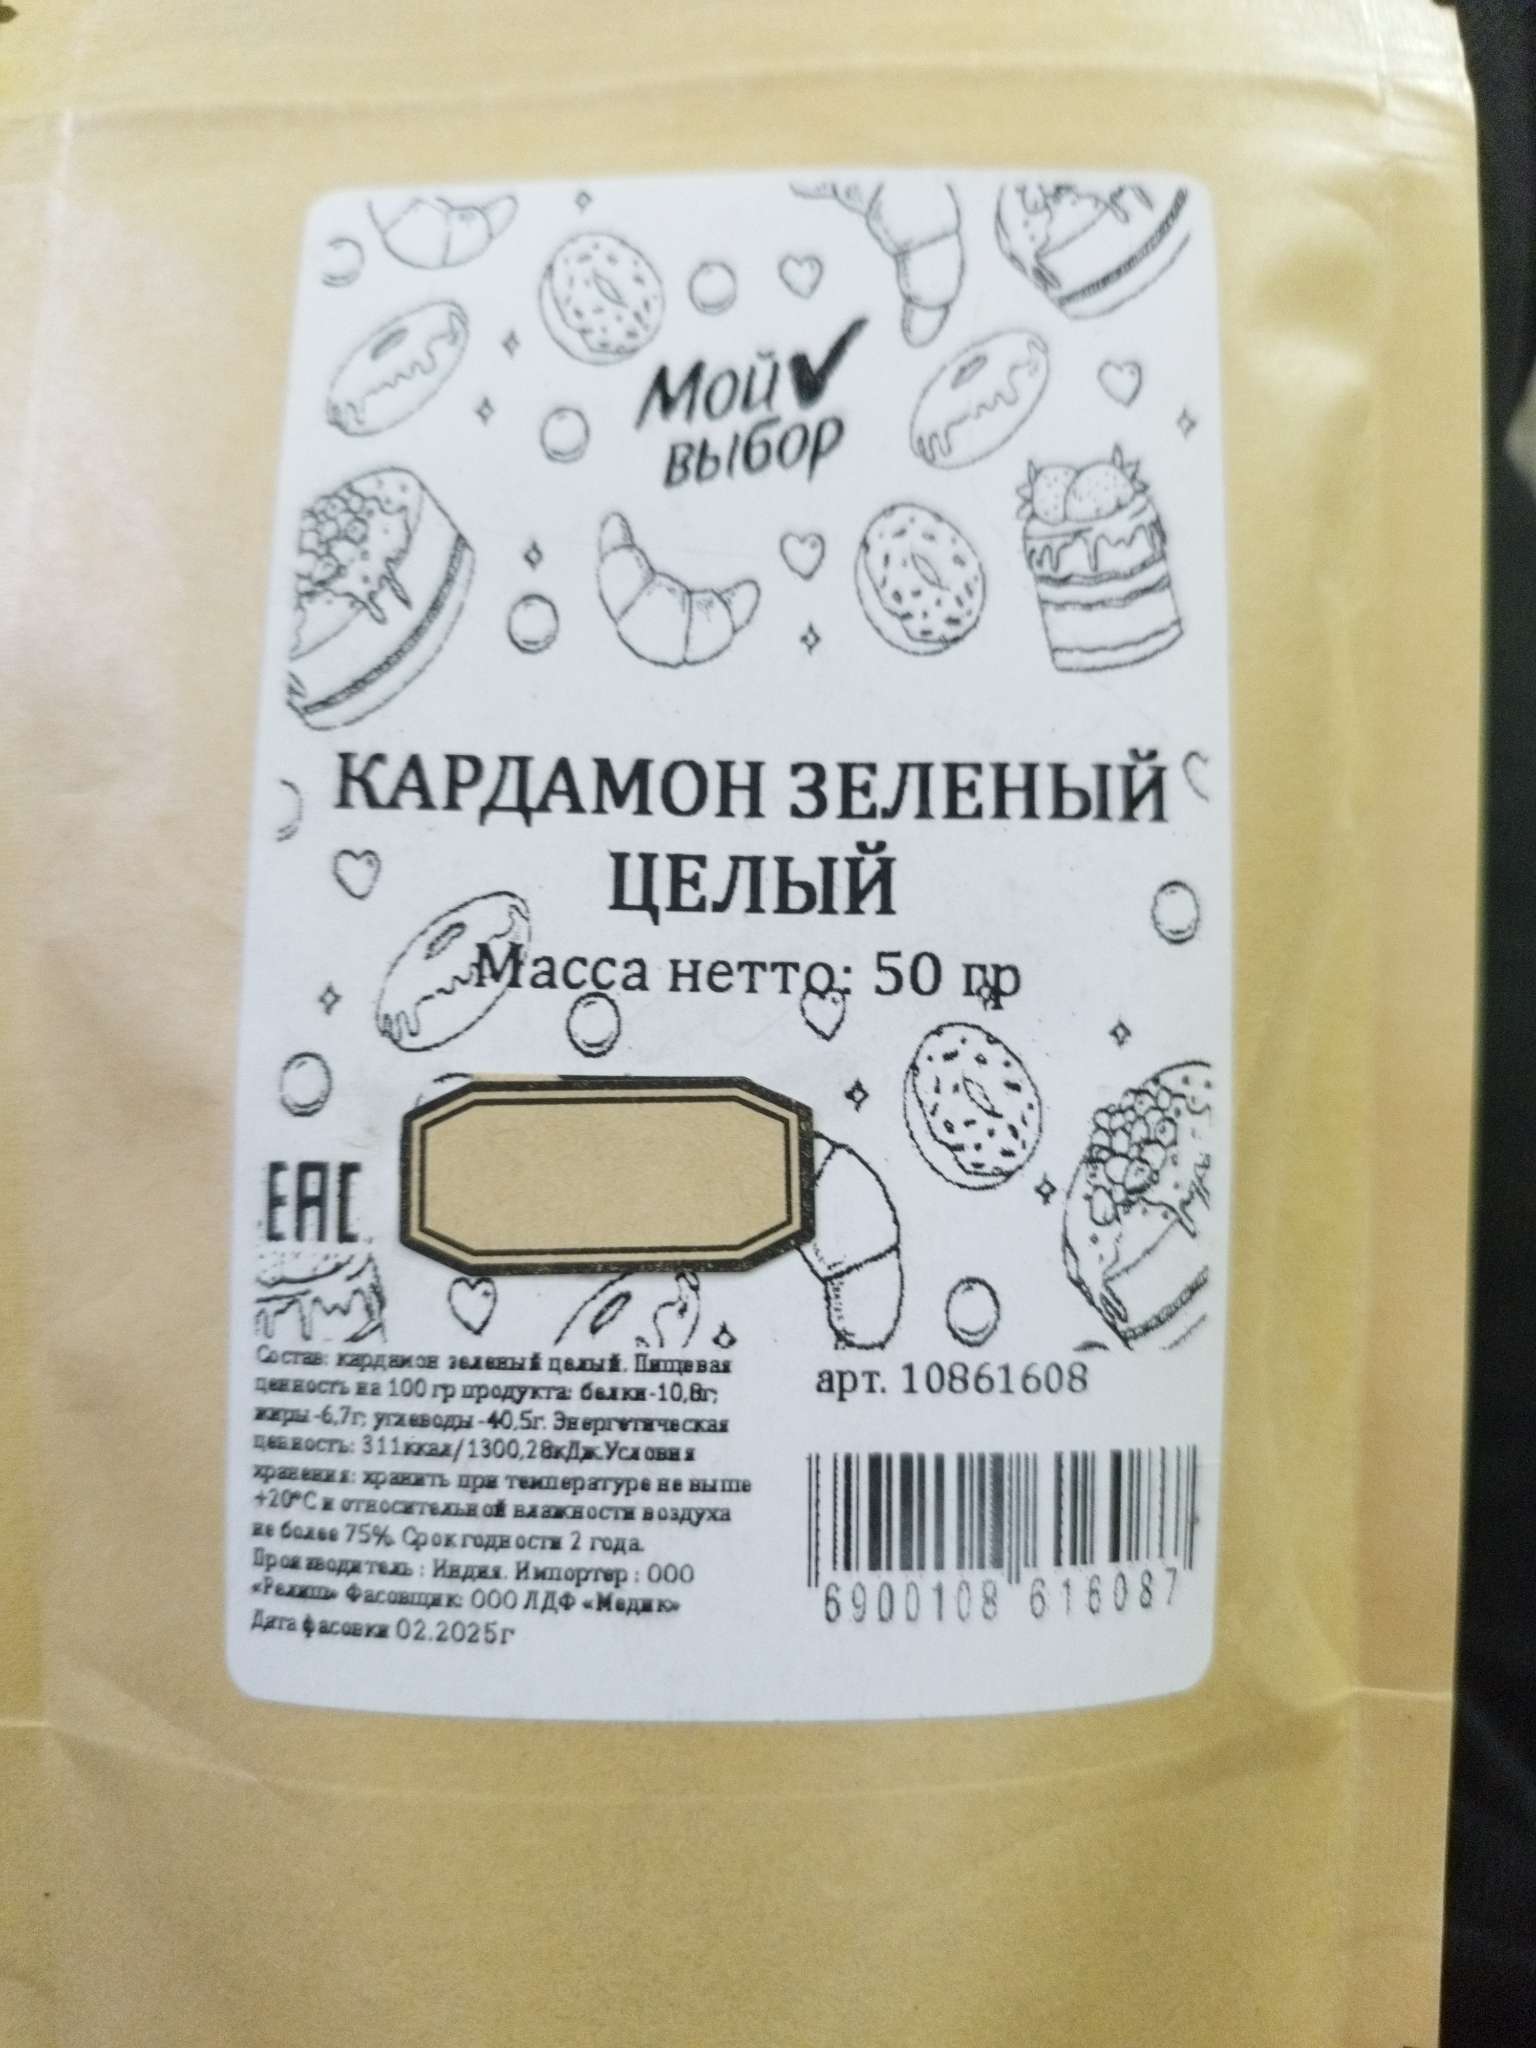 Мой
выбор
КАРДАМОН ЗЕЛЕНЫЙ
ЦЕЛЫЙ
Масса нетто: 50 гр
EAC
Состав: кардамон зеленый целый. Пищевая
ценность на 100 гр продукта: белки-10,8г;
жиры-6,7г; углеводы-40,5г. Энергетическая
ценность: 311ккал/1300,28кДж.Условия
хранения: хранить при температуре не выше
+20°C и относительной влажности воздуха
не более 75%. Срок годности 2 года.
Производитель: Индия. Импортер: ООО
«Релиш» Фасовщик: ООО ЛДФ «Медик»
Дата фасовки 02.2025г
арт. 10861608
6900108 616087